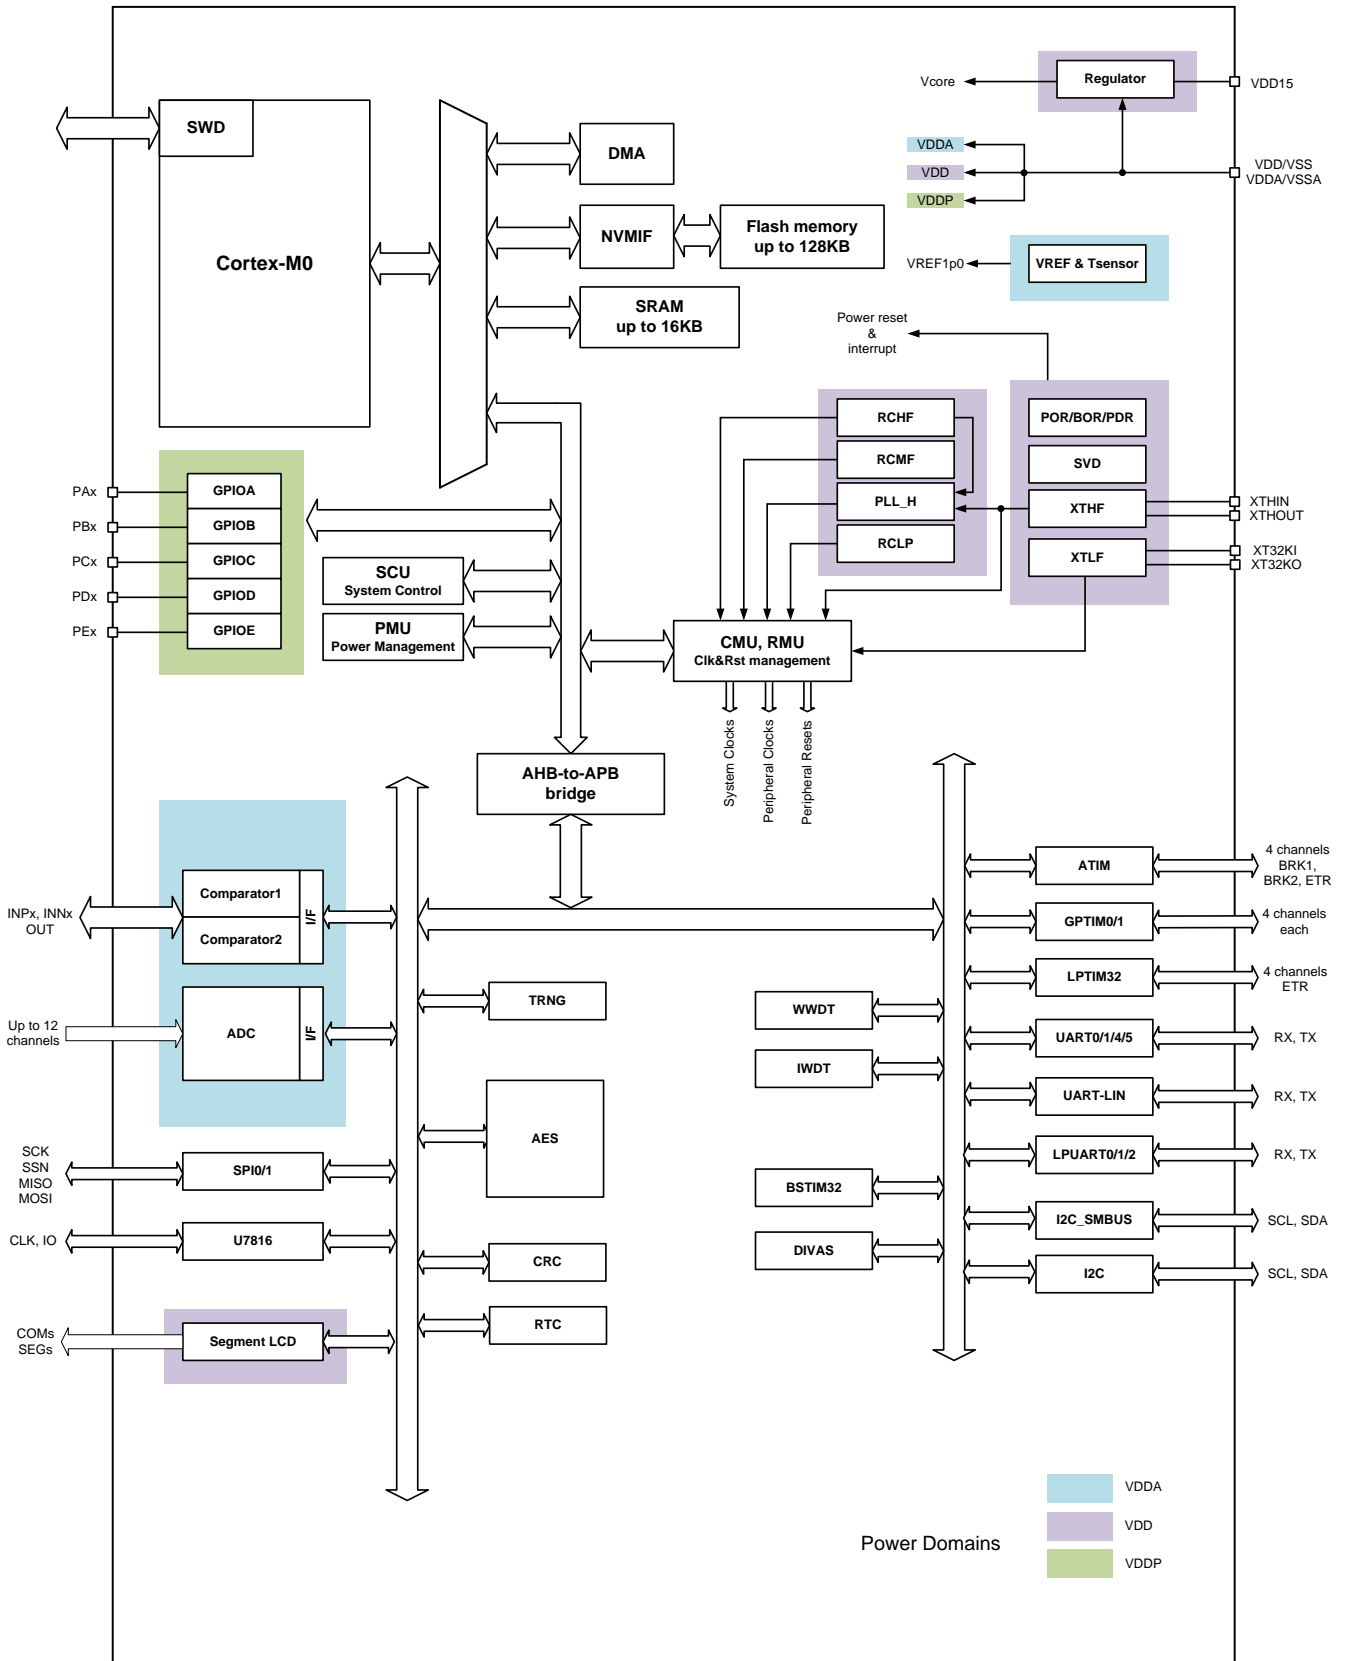 Regulator
Vcore
VDD15
SWD
DMA
VDDA
VDD
VDDP
VDD/VSS
VDDA/VSSA
NVMIF
Flash memory
up to 128KB
Cortex-M0
VREF1p0
VREF & Tsensor
SRAM
up to 16KB
Power reset
&
interrupt
RCHF
RCMF
PLL_H
RCLP
POR/BOR/PDR
SVD
XTHF
XTLF
XTHIN
XTHOUT
XT32KI
XT32KO
PAx
PBx
PCx
PDx
PEx
GPIOA
GPIOB
GPIOC
GPIOD
GPIOE
SCU
System Control
PMU
Power Management
CMU, RMU
Clk&Rst management
System Clocks
Peripheral Clocks
Peripheral Resets
AHB-to-APB
bridge
INPx, INNx
OUT
Comparator1
Comparator2
I/F
Up to 12
channels
ADC
I/F
SCK
SSN
MISO
MOSI
SPI0/1
CLK, IO
U7816
COMs
SEGs
Segment LCD
TRNG
AES
CRC
RTC
WWDT
IWDT
BSTIM32
DIVAS
ATIM
4 channels
BRK1,
BRK2, ETR
GPTIM0/1
4 channels
each
LPTIM32
4 channels
ETR
UART0/1/4/5
RX, TX
UART-LIN
RX, TX
LPUART0/1/2
RX, TX
I2C_SMBUS
SCL, SDA
I2C
SCL, SDA
Power Domains
VDDA
VDD
VDDP